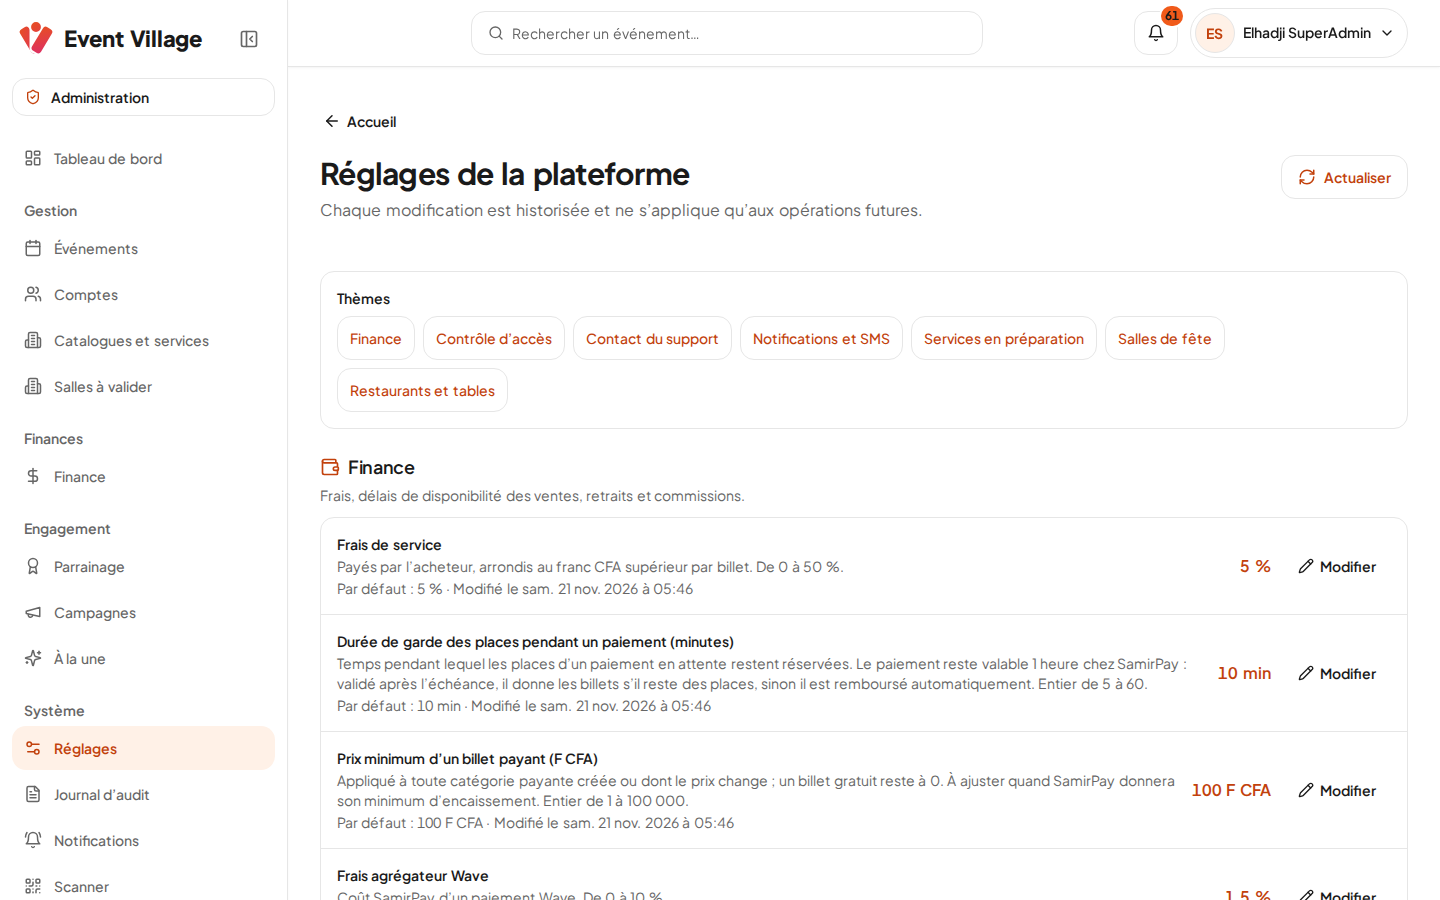 Event Village
Administration
Tableau de bord
Gestion
Événements
Comptes
Catalogues et services
Salles à valider
Finances
Finance
Engagement
Parrainage
Campagnes
À la une
Système
Réglages
Journal d’audit
Notifications
Scanner
Rechercher un événement…
61
ES
Elhadji SuperAdmin
Accueil
Réglages de la plateforme
Actualiser
Chaque modification est historisée et ne s’applique qu’aux opérations futures.
Thèmes
Finance
Contrôle d’accès
Contact du support
Notifications et SMS
Services en préparation
Salles de fête
Restaurants et tables
Finance
Frais, délais de disponibilité des ventes, retraits et commissions.
Frais de service
Payés par l’acheteur, arrondis au franc CFA supérieur par billet. De 0 à 50 %.
Par défaut : 5 % · Modifié le sam. 21 nov. 2026 à 05:46
5 %
Modifier
Durée de garde des places pendant un paiement (minutes)
Temps pendant lequel les places d’un paiement en attente restent réservées. Le paiement reste valable 1 heure chez SamirPay :
validé après l’échéance, il donne les billets s’il reste des places, sinon il est remboursé automatiquement. Entier de 5 à 60.
Par défaut : 10 min · Modifié le sam. 21 nov. 2026 à 05:46
10 min
Modifier
Prix minimum d’un billet payant (F CFA)
Appliqué à toute catégorie payante créée ou dont le prix change ; un billet gratuit reste à 0. À ajuster quand SamirPay donnera
son minimum d’encaissement. Entier de 1 à 100 000.
Par défaut : 100 F CFA · Modifié le sam. 21 nov. 2026 à 05:46
100 F CFA
Modifier
Frais agrégateur Wave
Coût SamirPay d’un paiement Wave. De 0 à 10 %.
1,5 %
Modifier